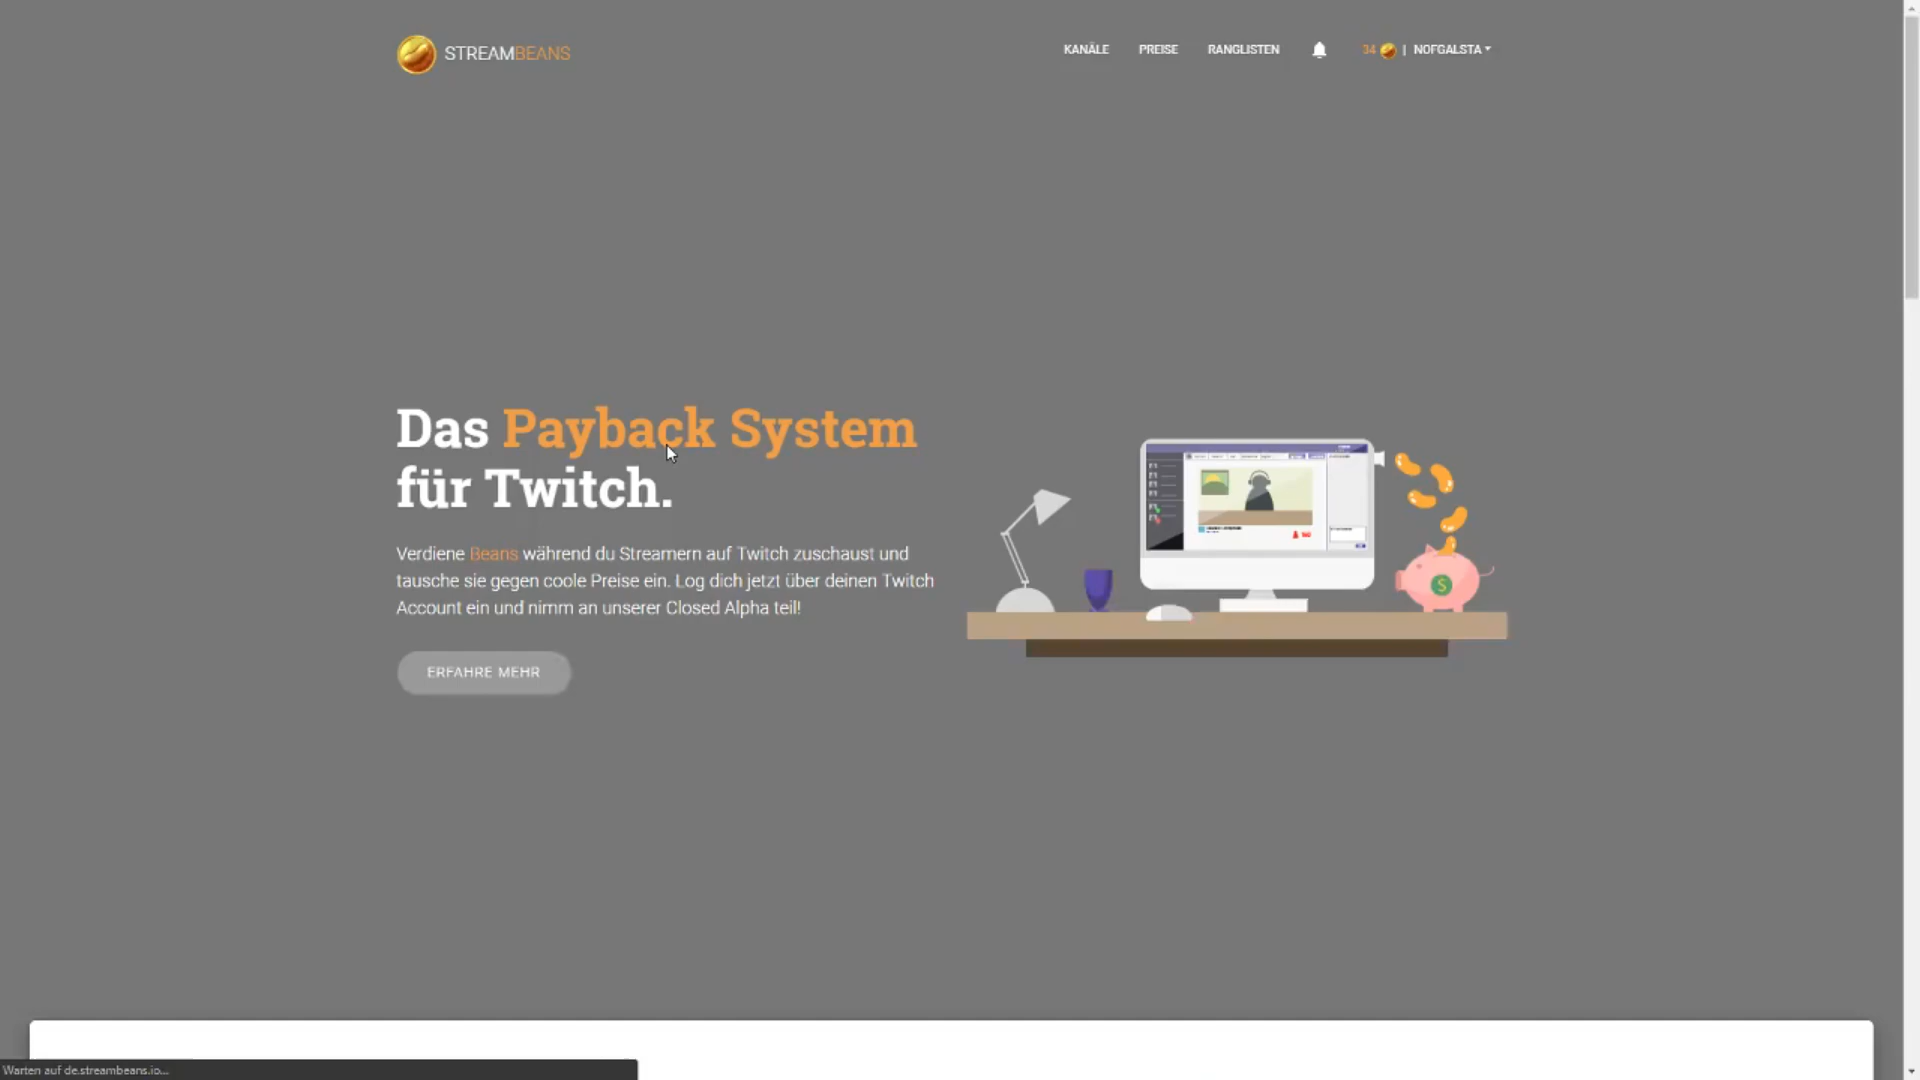 STREAMBEANS
KANÄLE PREISE RANGLISTEN 34 | NOFGALSTA
Das Payback System
für Twitch.
Verdiene Beans während du Streamern auf Twitch zuschaust und
tausche sie gegen coole Preise ein. Log dich jetzt über deinen Twitch
Account ein und nimm an unserer Closed Alpha teil!
ERFAHRE MEHR
$
Warten auf de.streambeans.io...